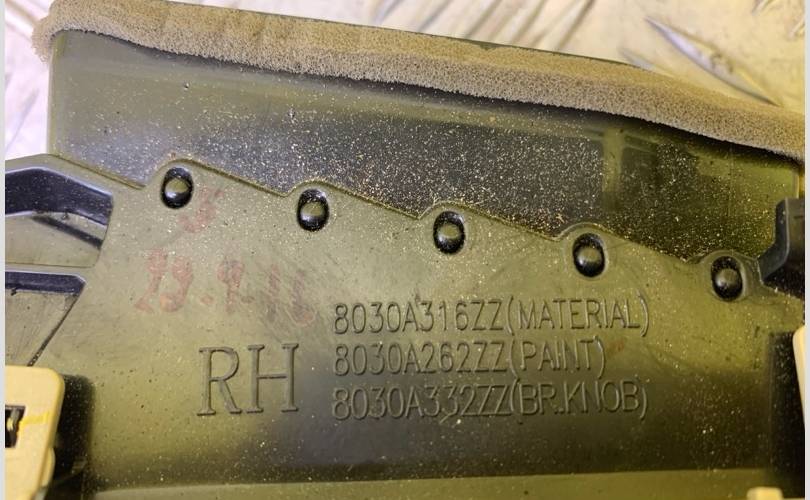 8030A316ZZ(MATERIAL)
8030A262ZZ(PAINT)
RH
8030A332ZZ(BR.KNOB)